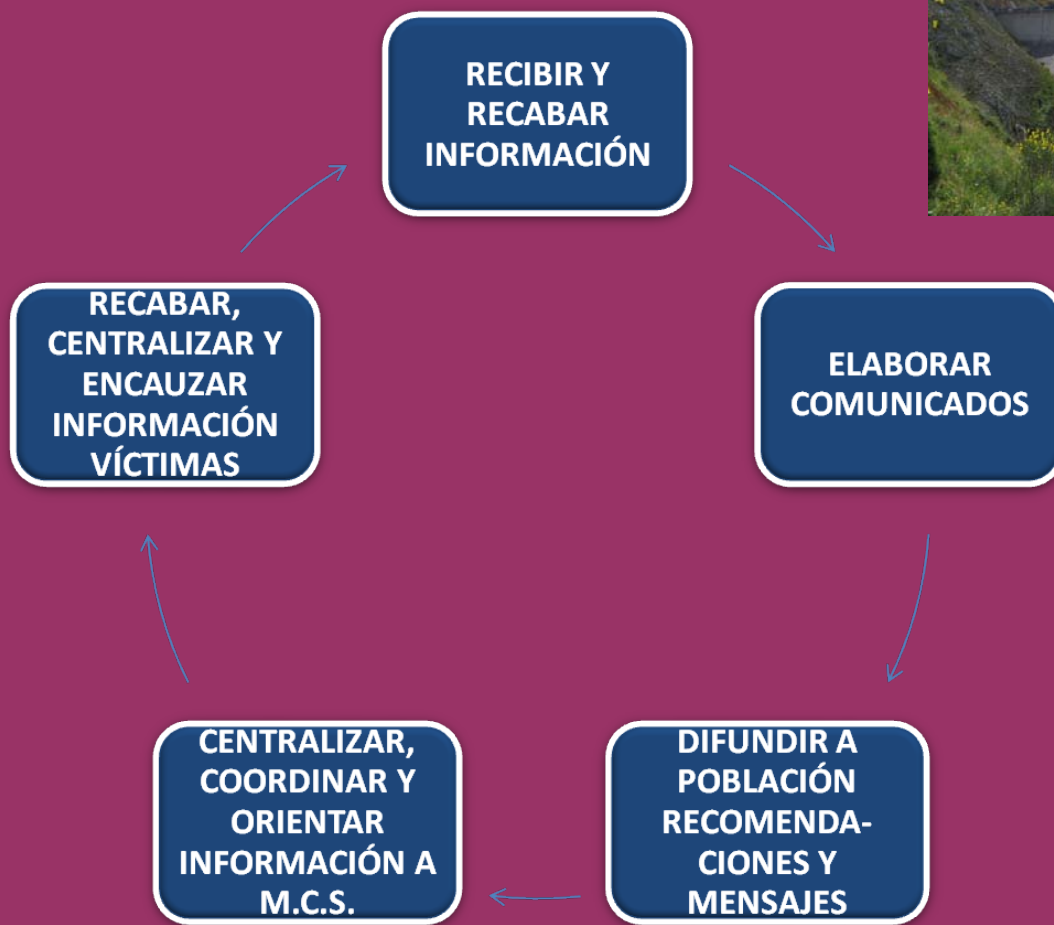 RECIBIR Y
RECABAR
INFORMACIÓN
ELABORAR
COMUNICADOS
DIFUNDIR A
POBLACIÓN
RECOMENDA-
CIONES Y
MENSAJES
CENTRALIZAR,
COORDINAR Y
ORIENTAR
INFORMACIÓN A
M.C.S.
RECABAR,
CENTRALIZAR Y
ENCAUZAR
INFORMACIÓN
VÍCTIMAS